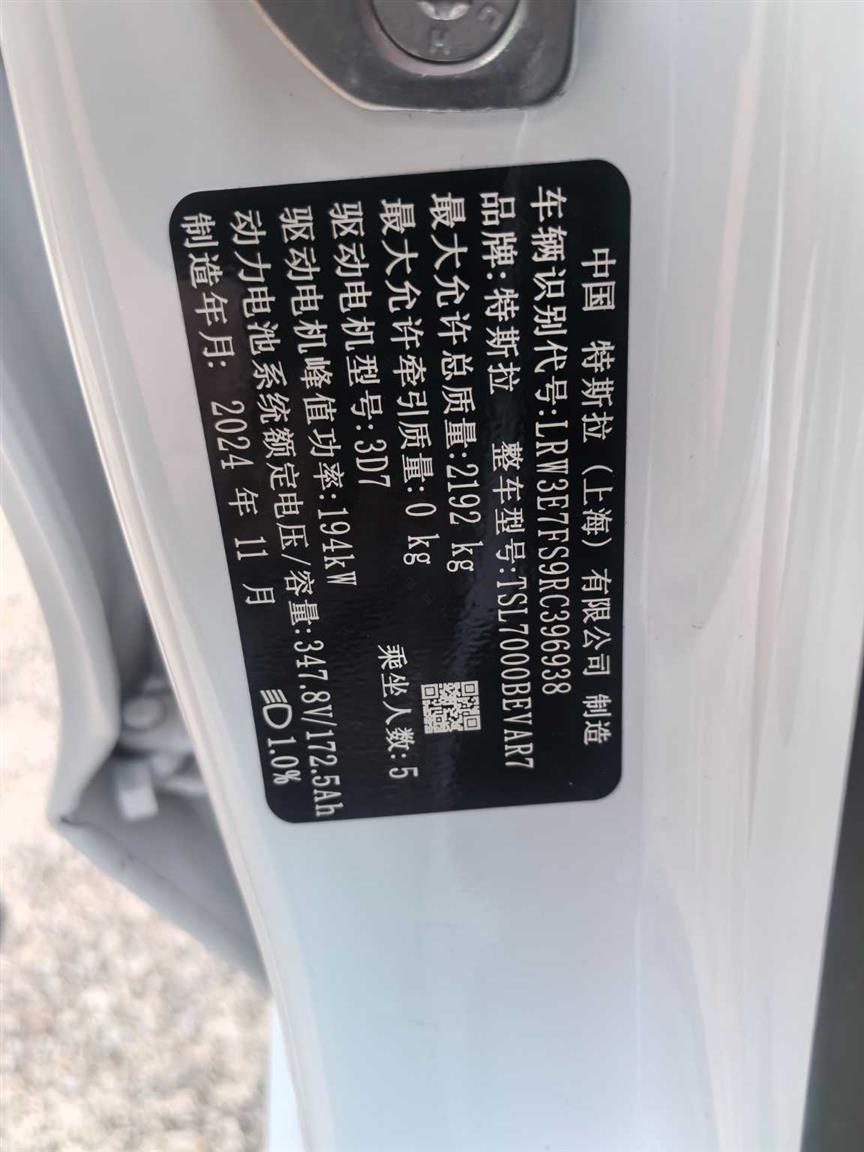 中国 特斯拉（上海）有限公司 制造
车辆识别代号:LRW3E7FS9RC396938
品牌:特斯拉 整车型号:TSL7000BEVAR7
最大允许总质量:2192 kg
最大允许牵引质量:0 kg
驱动电机型号:3D7 乘坐人数:5
驱动电机峰值功率:194kW
动力电池系统额定电压/容量:347.8V/172.5Ah
制造年月: 2024 年 11 月 1.0%